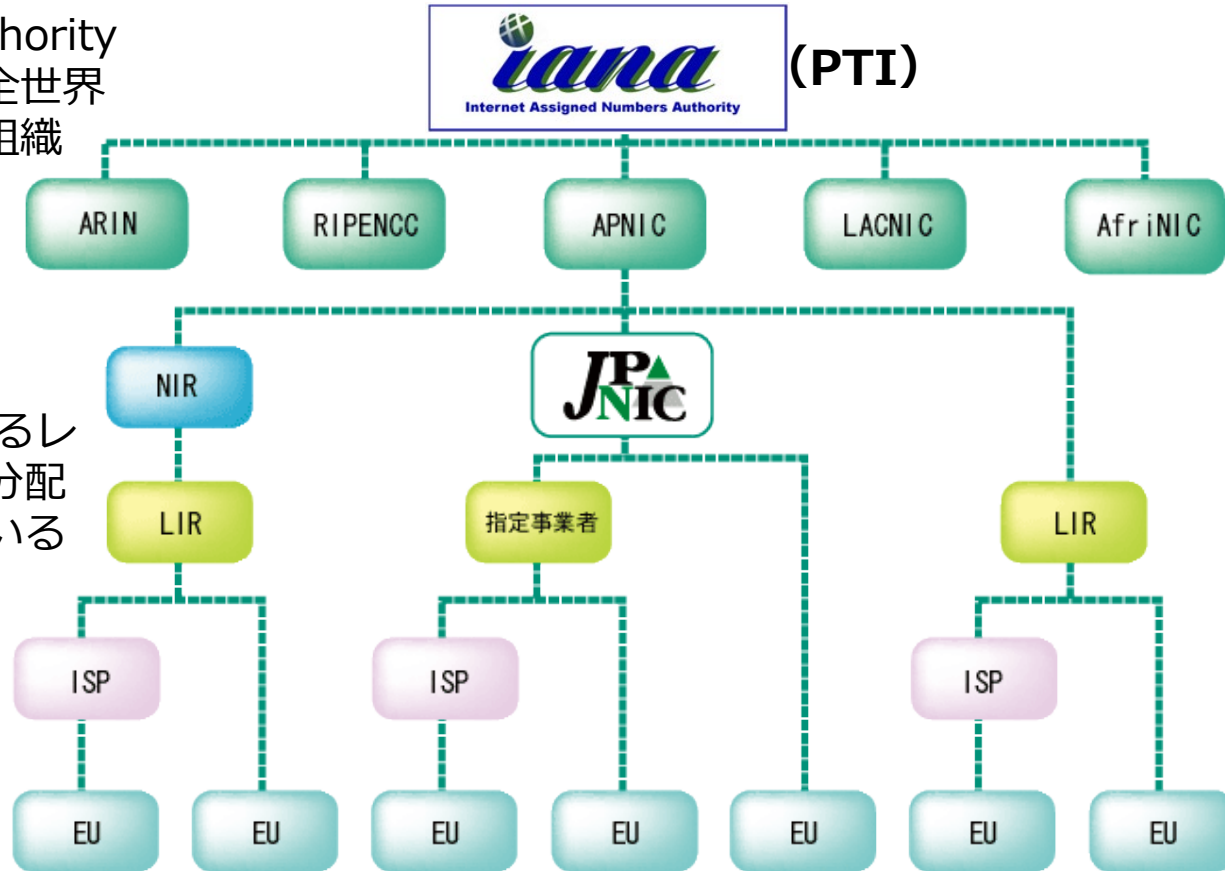 hority
全世界
組織
iana
Internet Assigned Numbers Authority
（PTI）
ARIN
RIPENCC
APNIC
LACNIC
AfriNIC
NIR
JPNIC
るレ
分配
いる
LIR
指定事業者
LIR
ISP
ISP
ISP
EU
EU
EU
EU
EU
EU
EU